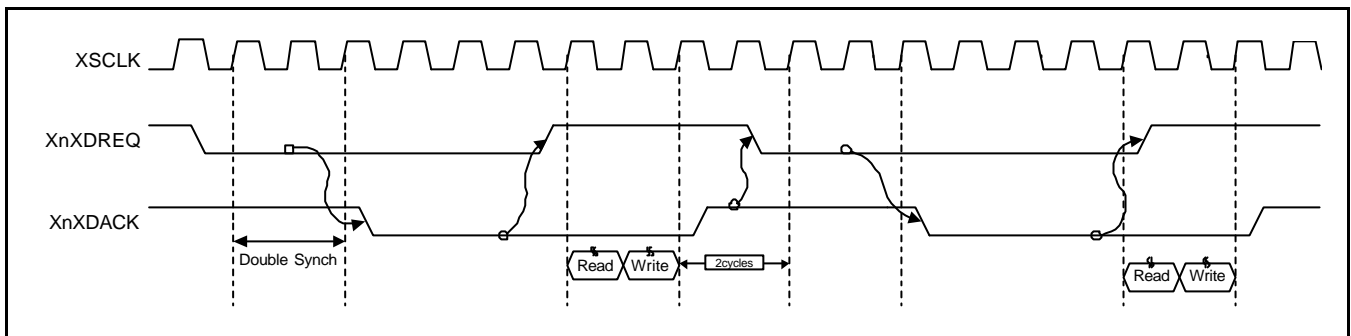 XSCLK
XnXDREQ
XnXDACK
Double Synch
Read Write 2cycles Read Write